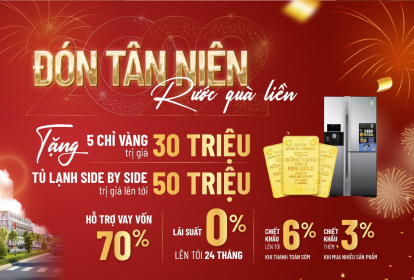 ĐÓN TÂN NIÊN
Rước quà liền
Tặng 5 CHỈ VÀNG trị giá 30 TRIỆU
TỦ LẠNH SIDE BY SIDE trị giá lên tới 50 TRIỆU
HỖ TRỢ VAY VỐN
70%
LÃI SUẤT 0%
LÊN TỚI 24 THÁNG
CHIẾT KHẤU LÊN TỚI 6%
KHI THANH TOÁN SỚM
CHIẾT KHẤU THÊM 3%
KHI MUA NHIỀU SẢN PHẨM